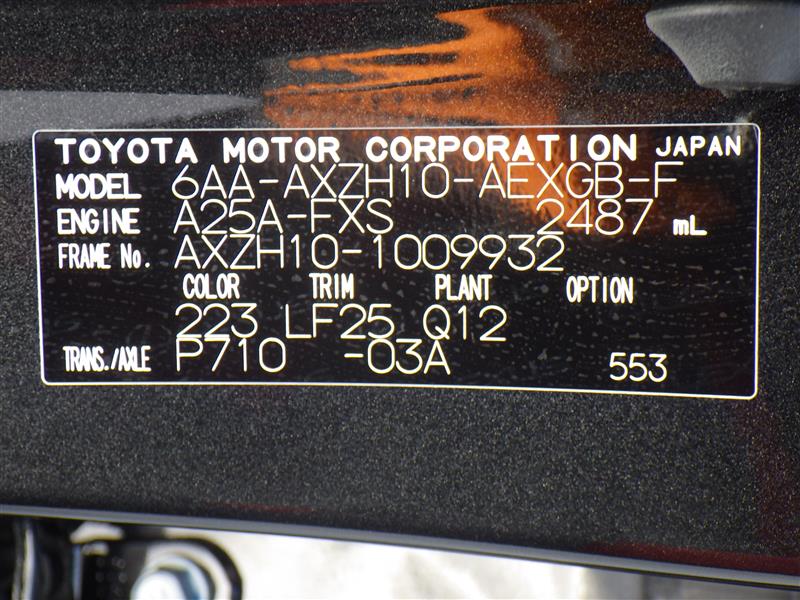 TOYOTA MOTOR CORPORATION JAPAN
MODEL 6AA-AXZH10-AEXGB-F
ENGINE A25A-FXS 2487 mL
FRAME No. AXZH10-1009932
COLOR TRIM PLANT OPTION
223 LF25 Q12
TRANS./AXLE P710 -03A 553